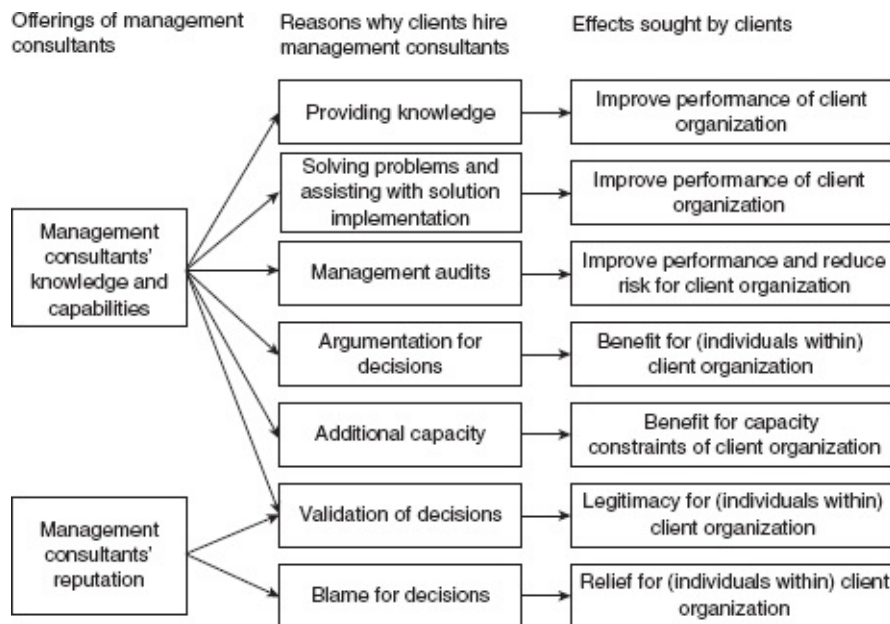 Offerings of management
consultants
Reasons why clients hire
management consultants
Effects sought by clients
Management
consultants'
knowledge and
capabilities
Management
consultants'
reputation
Providing knowledge
Solving problems and
assisting with solution
implementation
Management audits
Argumentation for
decisions
Additional capacity
Validation of decisions
Blame for decisions
Improve performance of client
organization
Improve performance of client
organization
Improve performance and reduce
risk for client organization
Benefit for (individuals within)
client organization
Benefit for capacity
constraints of client organization
Legitimacy for (individuals within)
client organization
Relief for (individuals within) client
organization